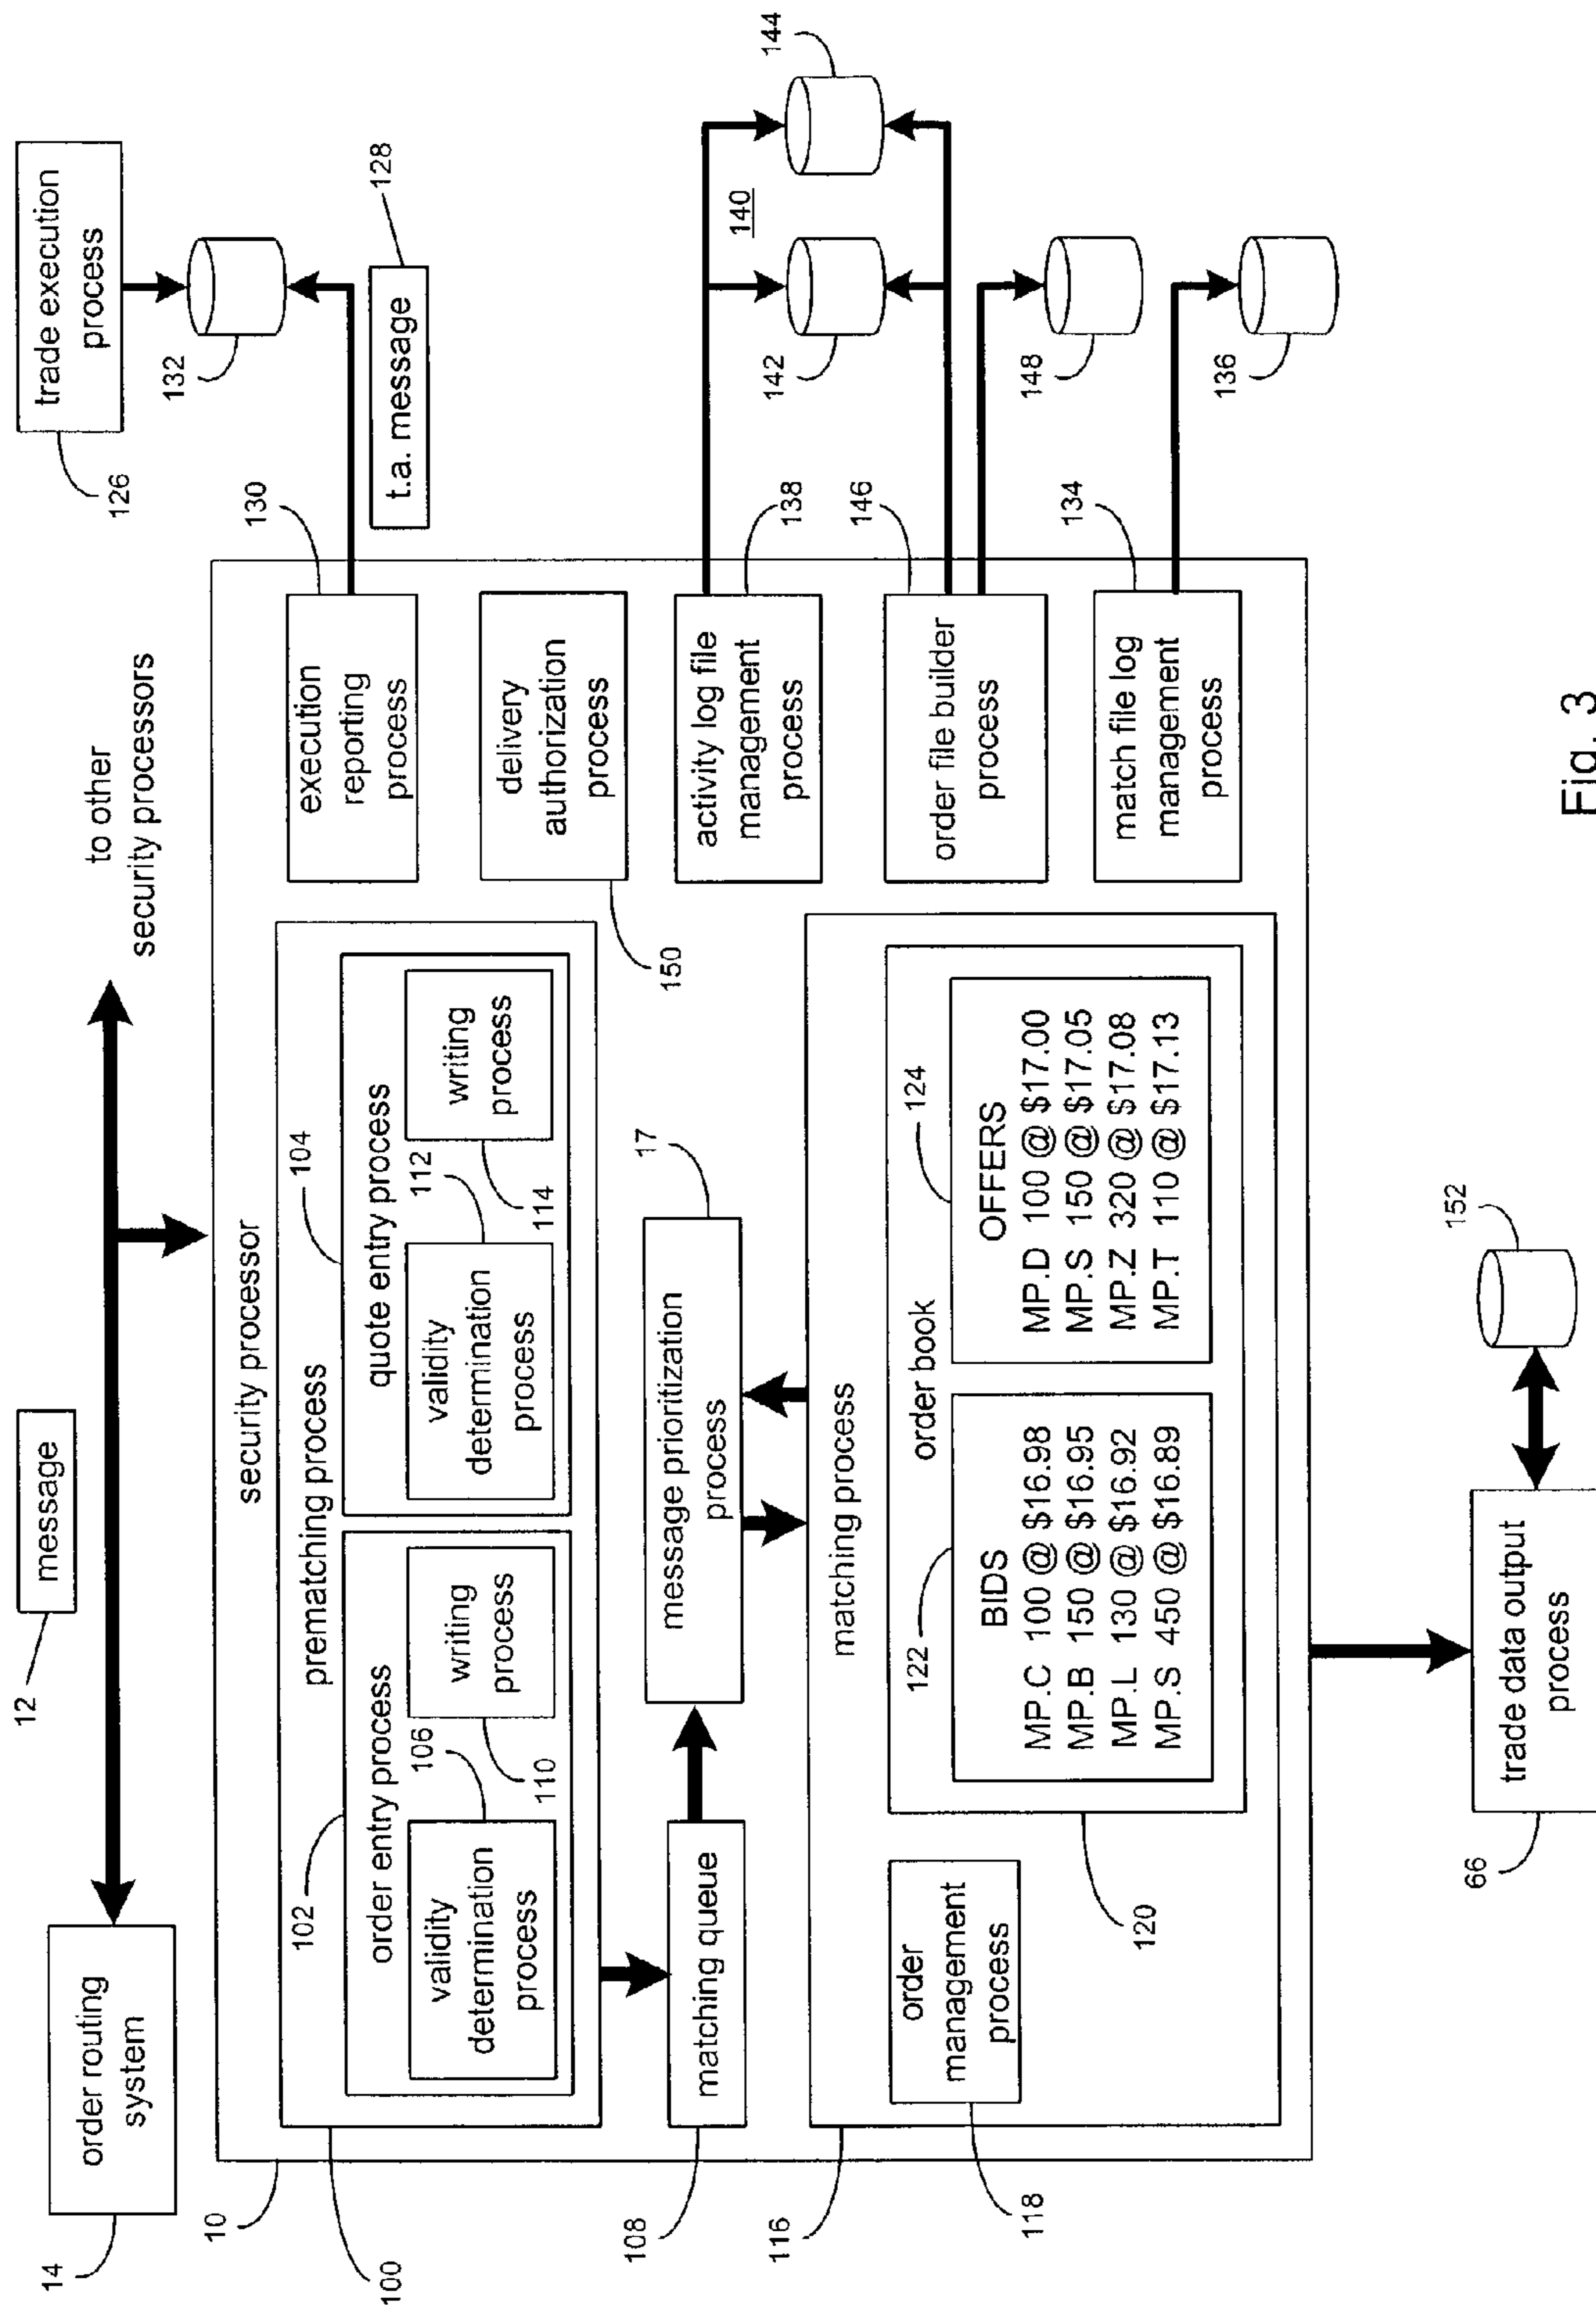 12
message
to other
security processors
14
order routing
system
126
trade execution
process
132
128
t.a. message
10
security processor
100
prematching process
102
order entry process
106
validity
determination
process
110
writing
process
104
quote entry process
112
validity
determination
process
114
writing
process
130
execution
reporting
process
150
delivery
authorization
process
108
matching queue
17
message prioritization
process
138
activity log file
management
process
140
142
144
146
order file builder
process
148
134
match file log
management
process
136
116
matching process
118
order
management
process
120
order book
122
BIDS
MP.C 100 @ $16.98
MP.B 150 @ $16.95
MP.L 130 @ $16.92
MP.S 450 @ $16.89
124
OFFERS
MP.D 100 @ $17.00
MP.S 150 @ $17.05
MP.Z 320 @ $17.08
MP.T 110 @ $17.13
66
trade data output
process
152
Fig. 3